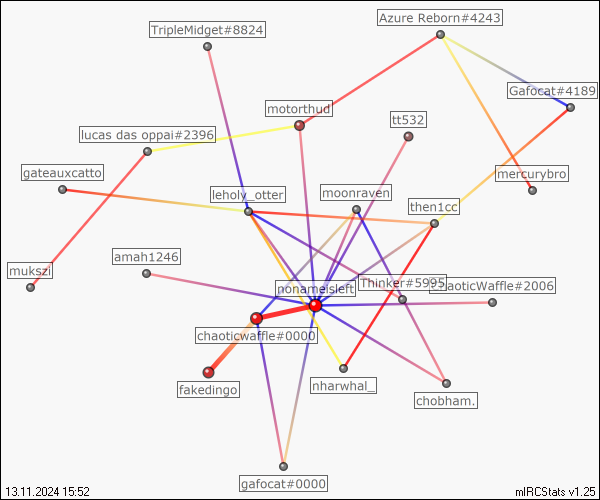 Azure Reborn#4243
TripleMidget#8824
Gafocat#4189
motorthud
tt532
lucas das oppai#2396
gateauxcatto
mercurybro
leholy_otter
moonraven
then1cc
amah1246
mukszi
nonameisleft
Thinker#5995
haoticWaffle#2006
chaoticwaffle#0000
fakedingo
nharwhal_
chobham.
gafocat#0000
13.11.2024 15:52
mIRCStats v1.25